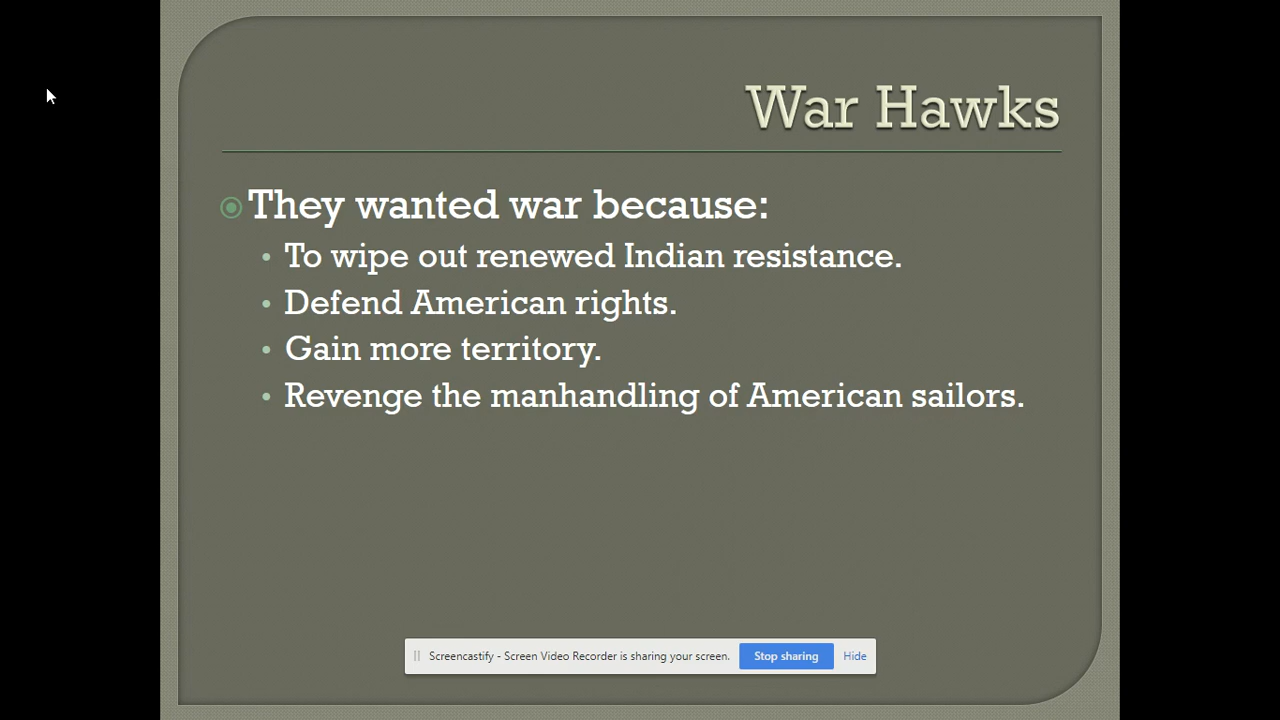 War Hawks
They wanted war because:
To wipe out renewed Indian resistance.
Defend American rights.
Gain more territory.
Revenge the manhandling of American sailors.
Screencastify - Screen Video Recorder is sharing your screen. Stop sharing Hide